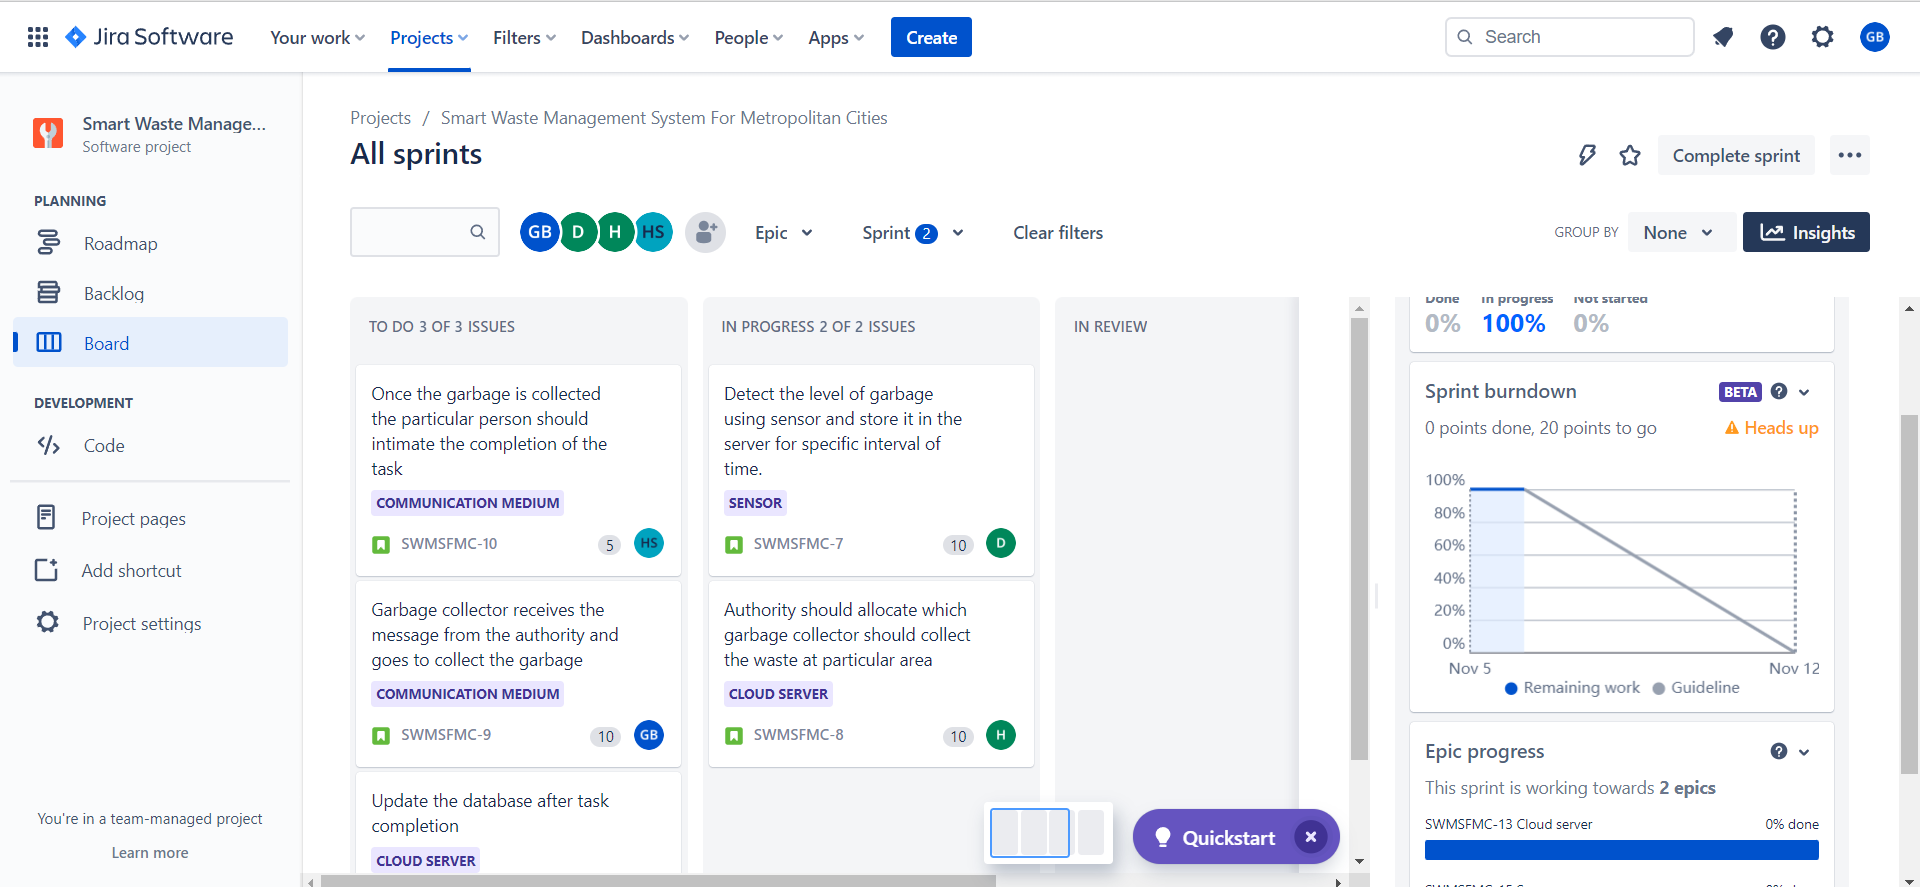 Jira Software
Your work
Projects
Filters
Dashboards
People
Apps
Create
Search
GB
Smart Waste Manage...
Software project
PLANNING
Roadmap
Backlog
Board
DEVELOPMENT
Code
Project pages
Add shortcut
Project settings
You're in a team-managed project
Learn more
Projects / Smart Waste Management System For Metropolitan Cities
All sprints
Complete sprint
GB D H HS
Epic
Sprint 2
Clear filters
GROUP BY
None
Insights
TO DO 3 OF 3 ISSUES
Once the garbage is collected
the particular person should
intimate the completion of the
task
COMMUNICATION MEDIUM
SWMSFMC-10 5 HS
Garbage collector receives the
message from the authority and
goes to collect the garbage
COMMUNICATION MEDIUM
SWMSFMC-9 10 GB
Update the database after task
completion
CLOUD SERVER
IN PROGRESS 2 OF 2 ISSUES
Detect the level of garbage
using sensor and store it in the
server for specific interval of
time.
SENSOR
SWMSFMC-7 10 D
Authority should allocate which
garbage collector should collect
the waste at particular area
CLOUD SERVER
SWMSFMC-8 10 H
IN REVIEW
Quickstart
Done In progress Not started
0% 100% 0%
Sprint burndown BETA
0 points done, 20 points to go Heads up
100%
80%
60%
40%
20%
0%
Nov 5 Nov 12
Remaining work Guideline
Epic progress
This sprint is working towards 2 epics
SWMSFMC-13 Cloud server 0% done